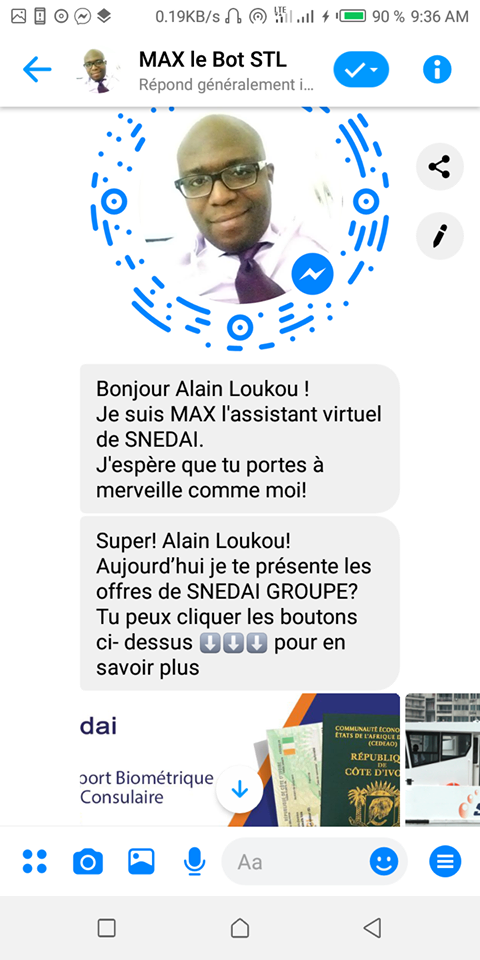 0.19KB/s LTE 90 % 9:36 AM
MAX le Bot STL
Répond généralement i…
Bonjour Alain Loukou !
Je suis MAX l'assistant virtuel
de SNEDAI.
J'espère que tu portes à
merveille comme moi!
Super! Alain Loukou!
Aujourd’hui je te présente les
offres de SNEDAI GROUPE?
Tu peux cliquer les boutons
ci- dessus ⬇️⬇️⬇️ pour en
savoir plus
dai
port Biométrique
Consulaire
COMMUNAUTÉ ÉCONO
ÉTATS DE L'AFRIQUE D
(CEDEAO)
RÉPUBLIQ
CÔTE D'IVO
Aa